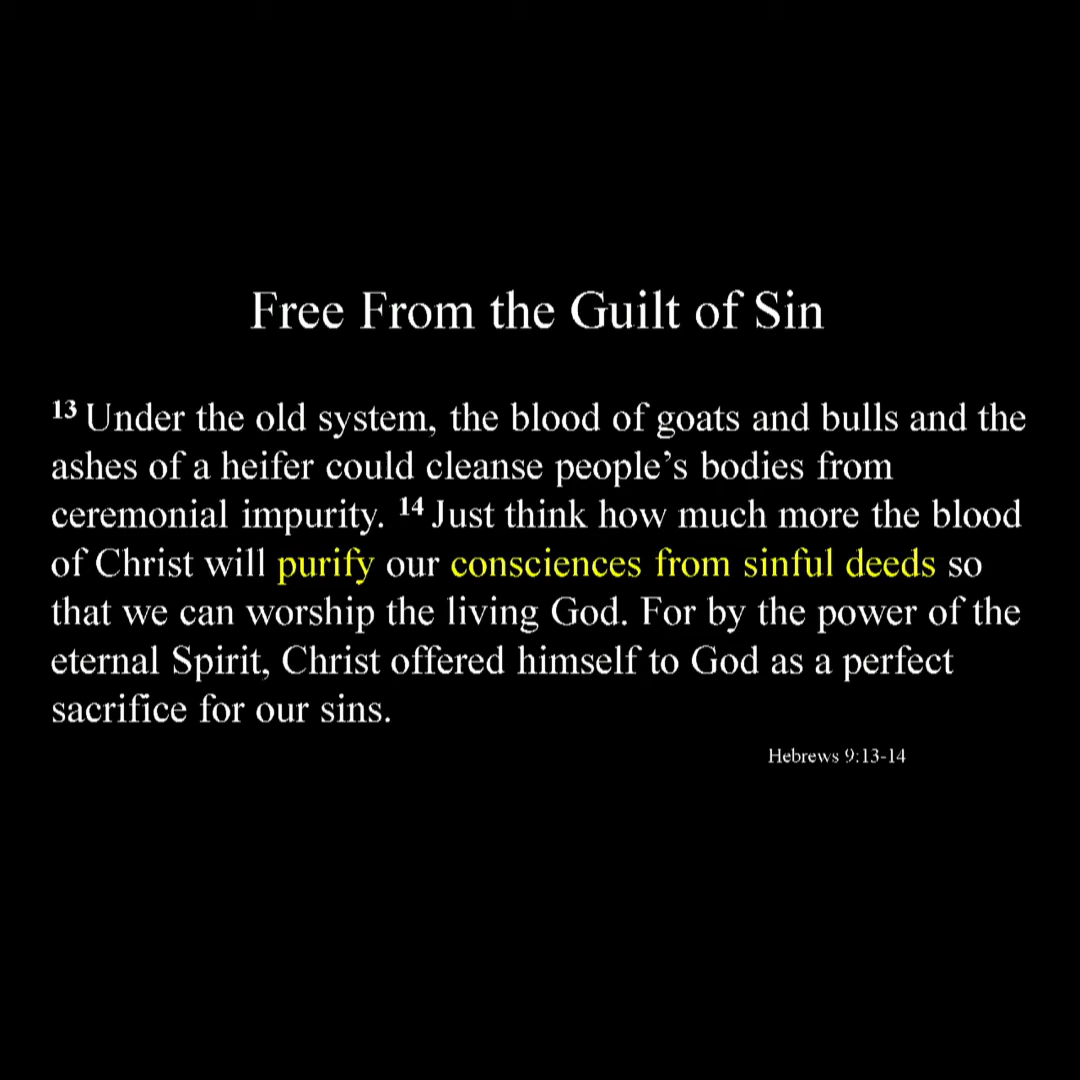 Free From the Guilt of Sin
13 Under the old system, the blood of goats and bulls and the
ashes of a heifer could cleanse people’s bodies from
ceremonial impurity. 14 Just think how much more the blood
of Christ will purify our consciences from sinful deeds so
that we can worship the living God. For by the power of the
eternal Spirit, Christ offered himself to God as a perfect
sacrifice for our sins.
Hebrews 9:13-14